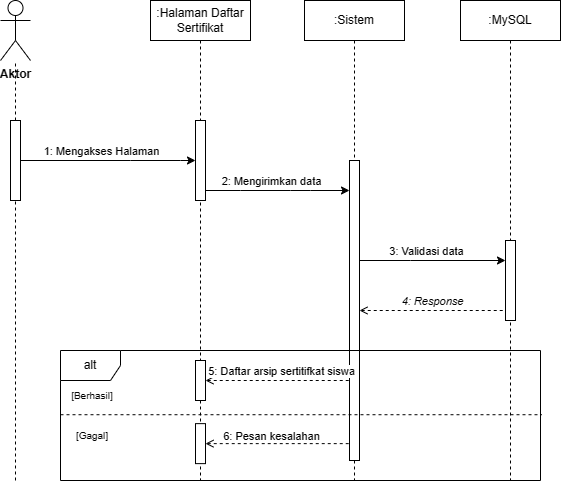 :Halaman Daftar
Sertifikat
:Sistem
:MySQL
Aktor
1: Mengakses Halaman
2: Mengirimkan data
3: Validasi data
4: Response
alt
5: Daftar arsip sertitifkat siswa
[Berhasil]
[Gagal]
6: Pesan kesalahan